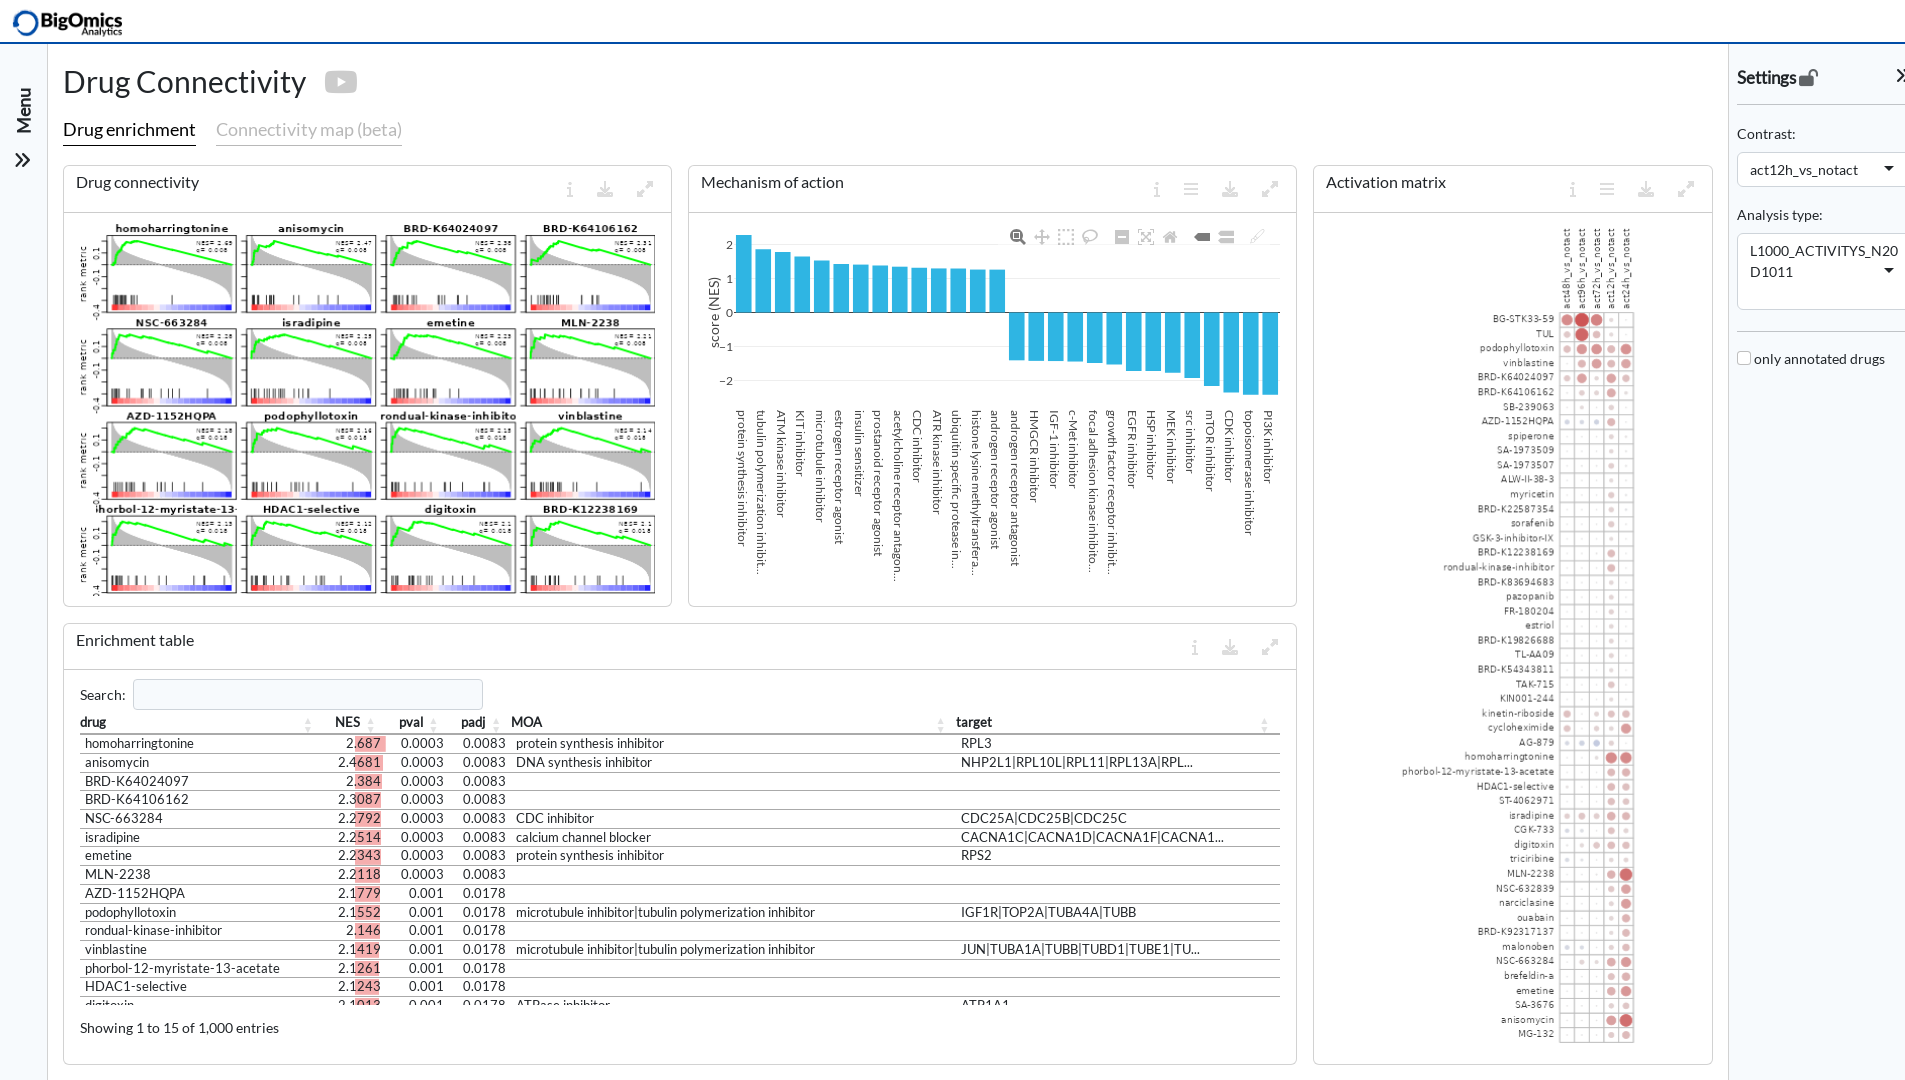 BigOmics
Analytics
Menu
Drug Connectivity
Drug enrichment
Connectivity map (beta)
Drug connectivity
homoharringtonine
anisomycin
BRD-K64024097
BRD-K64106162
NSC-663284
isradipine
emetine
MLN-2238
AZD-1152HQPA
podophyllotoxin
rondual-kinase-inhibito
vinblastine
horbol-12-myristate-13-
HDAC1-selective
digitoxin
BRD-K12238169
rank metric
rank metric
rank metric
rank metric
Mechanism of action
score (NES)
2
1
0
−1
−2
protein synthesis inhibitor
tubulin polymerization inhibit...
ATM kinase inhibitor
KIT inhibitor
microtubule inhibitor
estrogen receptor agonist
insulin sensitizer
prostanoid receptor agonist
acetylcholine receptor antagon...
CDC inhibitor
ATR kinase inhibitor
ubiquitin specific protease in...
histone lysine methyltransfera...
androgen receptor agonist
androgen receptor antagonist
HMGCR inhibitor
IGF-1 inhibitor
c-Met inhibitor
focal adhesion kinase inhibito...
growth factor receptor inhibit...
EGFR inhibitor
HSP inhibitor
MEK inhibitor
src inhibitor
mTOR inhibitor
CDK inhibitor
topoisomerase inhibitor
PI3K inhibitor
Activation matrix
act48h_vs_notact
act96h_vs_notact
act72h_vs_notact
act12h_vs_notact
act24h_vs_notact
BG-STK33-59
TUL
podophyllotoxin
vinblastine
BRD-K64024097
BRD-K64106162
SB-239063
AZD-1152HQPA
spiperone
SA-1973509
SA-1973507
ALW-II-38-3
myricetin
BRD-K22587354
sorafenib
GSK-3-inhibitor-IX
BRD-K12238169
rondual-kinase-inhibitor
BRD-K83694683
pazopanib
FR-180204
estriol
BRD-K19826688
TL-AA09
BRD-K54343811
TAK-715
KIN001-244
kinetin-riboside
cycloheximide
AG-879
homoharringtonine
phorbol-12-myristate-13-acetate
HDAC1-selective
ST-4062971
isradipine
CGK-733
digitoxin
triciribine
MLN-2238
NSC-632839
narciclasine
ouabain
BRD-K92317137
malonoben
NSC-663284
brefeldin-a
emetine
SA-3676
anisomycin
MG-132
Enrichment table
Search:
drug NES pval padj MOA target
homoharringtonine 2.687 0.0003 0.0083 protein synthesis inhibitor RPL3
anisomycin 2.4681 0.0003 0.0083 DNA synthesis inhibitor NHP2L1|RPL10L|RPL11|RPL13A|RPL...
BRD-K64024097 2.384 0.0003 0.0083
BRD-K64106162 2.3087 0.0003 0.0083
NSC-663284 2.2792 0.0003 0.0083 CDC inhibitor CDC25A|CDC25B|CDC25C
isradipine 2.2514 0.0003 0.0083 calcium channel blocker CACNA1C|CACNA1D|CACNA1F|CACNA1...
emetine 2.2343 0.0003 0.0083 protein synthesis inhibitor RPS2
MLN-2238 2.2118 0.0003 0.0083
AZD-1152HQPA 2.1779 0.001 0.0178
podophyllotoxin 2.1552 0.001 0.0178 microtubule inhibitor|tubulin polymerization inhibitor IGF1R|TOP2A|TUBA4A|TUBB
rondual-kinase-inhibitor 2.146 0.001 0.0178
vinblastine 2.1419 0.001 0.0178 microtubule inhibitor|tubulin polymerization inhibitor JUN|TUBA1A|TUBB|TUBD1|TUBE1|TU...
phorbol-12-myristate-13-acetate 2.1261 0.001 0.0178
HDAC1-selective 2.1243 0.001 0.0178
digitoxin 2.1013 0.001 0.0178 ATPase inhibitor ATP1A1
Showing 1 to 15 of 1,000 entries
Settings
Contrast:
act12h_vs_notact
Analysis type:
L1000_ACTIVITYS_N20
D1011
only annotated drugs